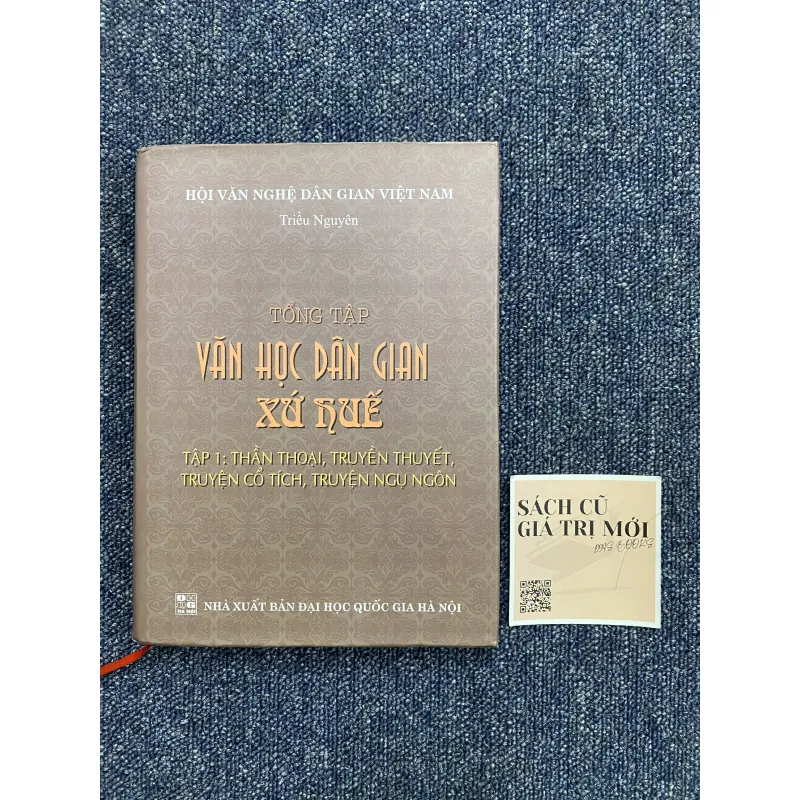 HỘI VĂN NGHỆ DÂN GIAN VIỆT NAM
Triều Nguyên
TỔNG TẬP
VĂN HỌC DÂN GIAN
XỨ HUẾ
TẬP 1: THẦN THOẠI, TRUYỀN THUYẾT,
TRUYỆN CỔ TÍCH, TRUYỆN NGỤ NGÔN
NHÀ XUẤT BẢN ĐẠI HỌC QUỐC GIA HÀ NỘI
SÁCH CŨ
GIÁ TRỊ MỚI